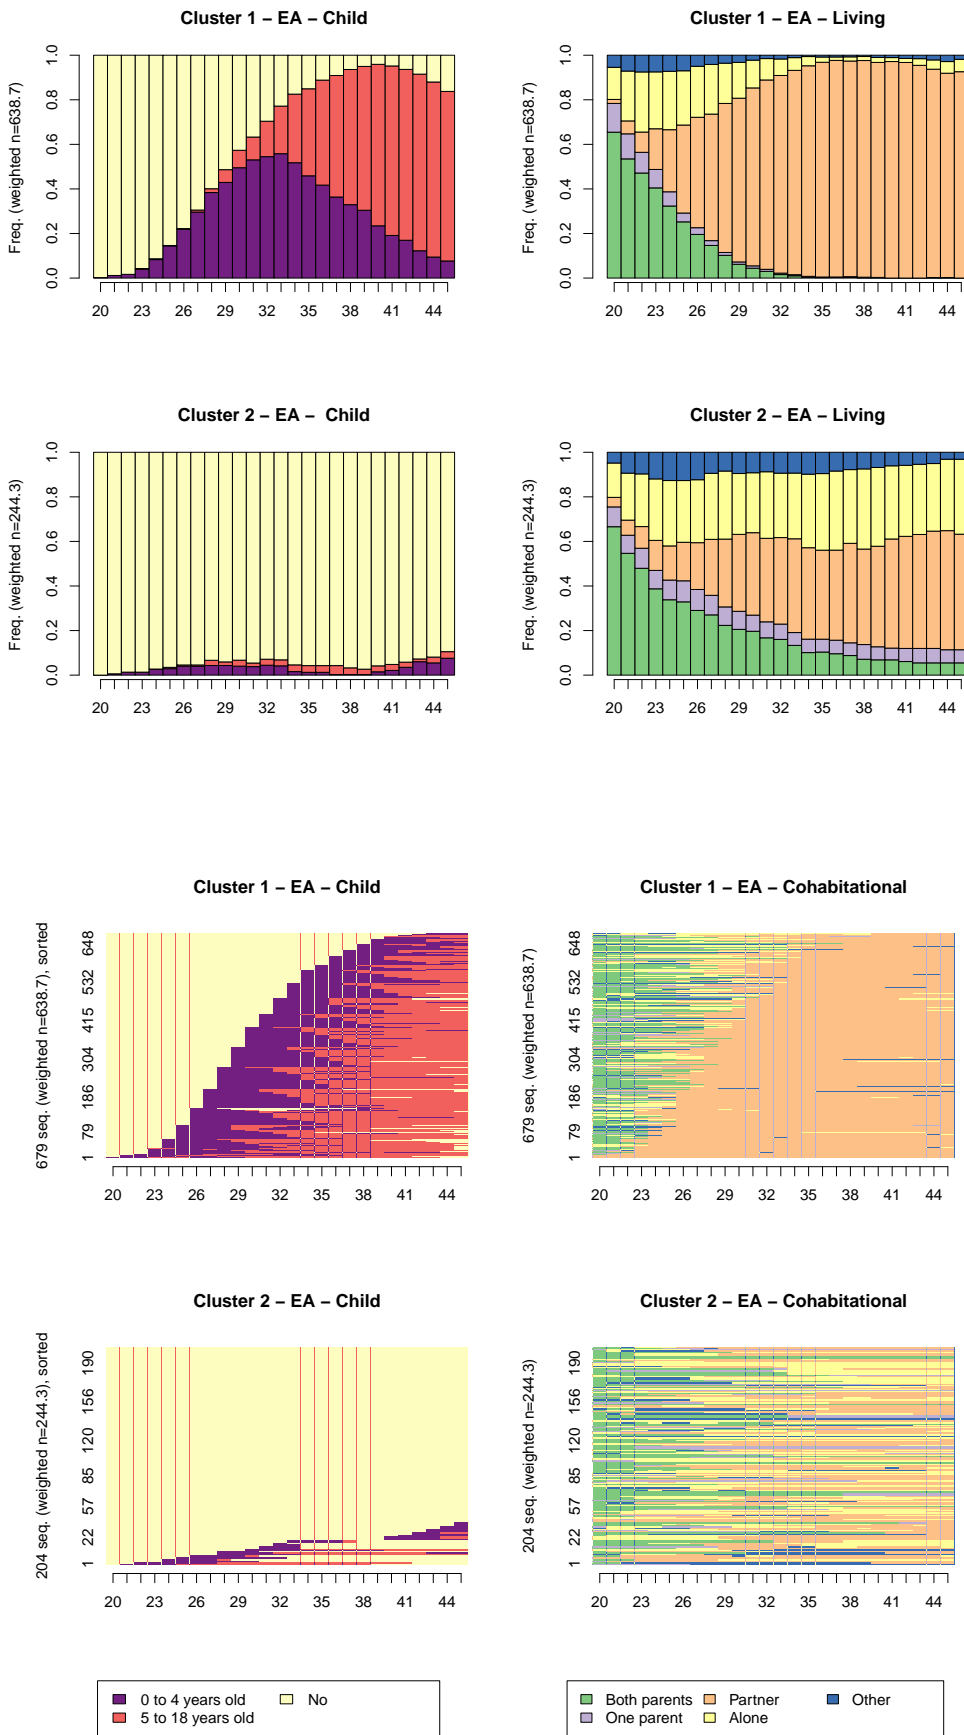 Cluster 1 – EA – Child
Freq. (weighted n=638.7)
0.0 0.2 0.4 0.6 0.8 1.0
20 23 26 29 32 35 38 41 44
Cluster 1 – EA – Living
Freq. (weighted n=638.7)
0.0 0.2 0.4 0.6 0.8 1.0
20 23 26 29 32 35 38 41 44
Cluster 2 – EA –  Child
Freq. (weighted n=244.3)
0.0 0.2 0.4 0.6 0.8 1.0
20 23 26 29 32 35 38 41 44
Cluster 2 – EA – Living
Freq. (weighted n=244.3)
0.0 0.2 0.4 0.6 0.8 1.0
20 23 26 29 32 35 38 41 44
Cluster 1 – EA – Child
679 seq. (weighted n=638.7), sorted
1 79 186 304 415 532 648
20 23 26 29 32 35 38 41 44
Cluster 1 – EA – Cohabitational
679 seq. (weighted n=638.7)
1 79 186 304 415 532 648
20 23 26 29 32 35 38 41 44
Cluster 2 – EA – Child
204 seq. (weighted n=244.3), sorted
1 22 57 85 120 156 190
20 23 26 29 32 35 38 41 44
Cluster 2 – EA – Cohabitational
204 seq. (weighted n=244.3)
1 22 57 85 120 156 190
20 23 26 29 32 35 38 41 44
0 to 4 years old No
5 to 18 years old
Both parents Partner Other
One parent Alone